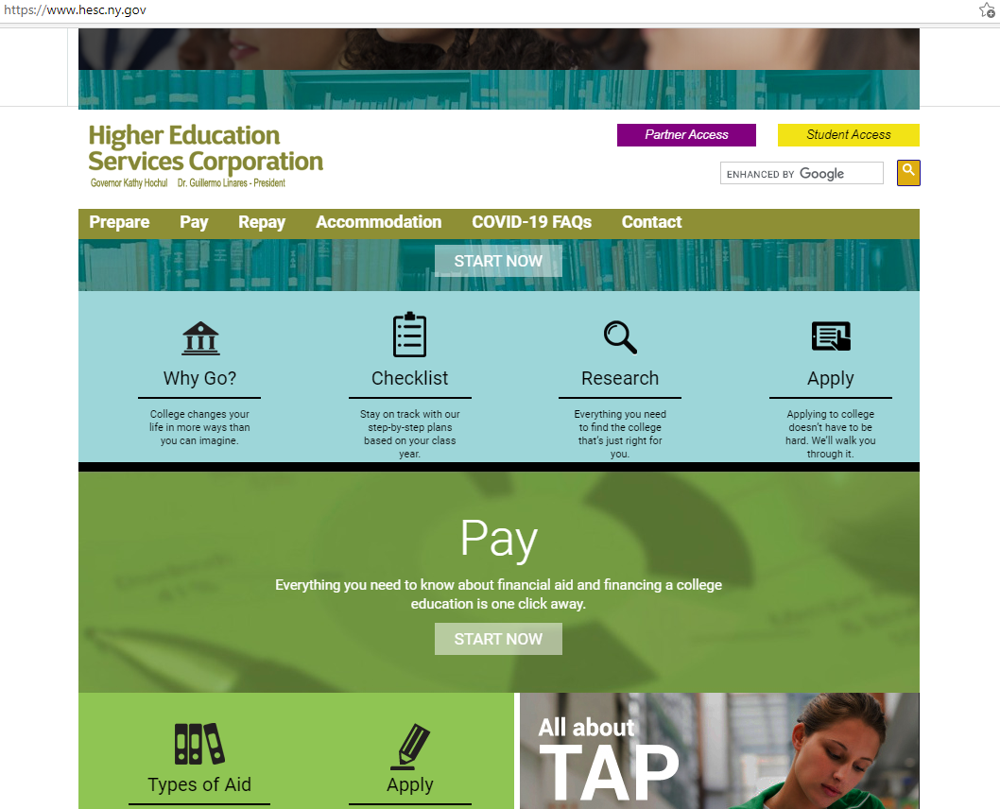 https://www.hesc.ny.gov
Higher Education
Services Corporation
Governor Kathy Hochul Dr. Guillermo Linares - President
Partner Access
Student Access
ENHANCED BY Google
Prepare Pay Repay Accommodation COVID-19 FAQs Contact
START NOW
Why Go?
College changes your
life in more ways than
you can imagine.
Checklist
Stay on track with our
step-by-step plans
based on your class
year.
Research
Everything you need
to find the college
that's just right for
you.
Apply
Applying to college
doesn't have to be
hard. We'll walk you
through it.
Pay
Everything you need to know about financial aid and financing a college
education is one click away.
START NOW
Types of Aid
Apply
All about
TAP